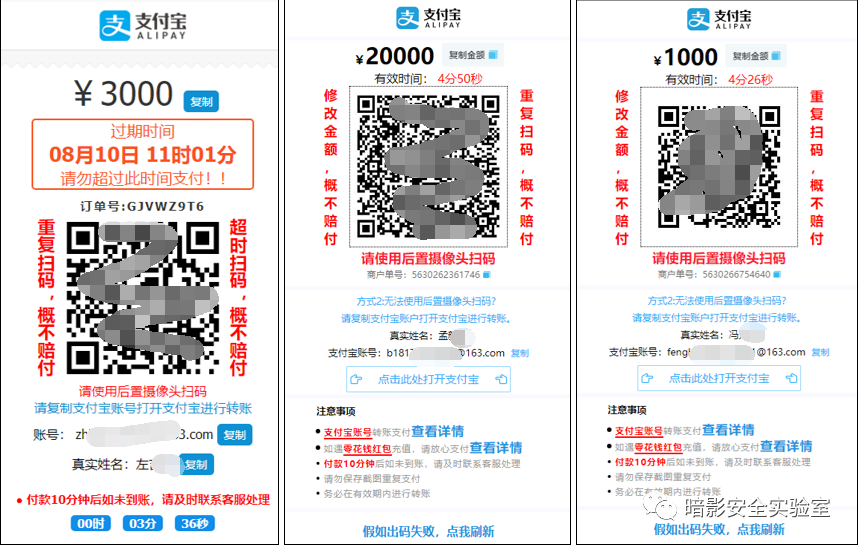 支付宝
ALIPAY
￥3000 复制
过期时间
08月10日 11时01分
请勿超过此时间支付！！
订单号:GJVWZ9T6
重复扫码，概不赔付
超时扫码，概不赔付
请使用后置摄像头扫码
请复制支付宝账号打开支付宝进行转账
账号： zh 3.com 复制
真实姓名：左 复制
• 付款10分钟后如未到账，请及时联系客服处理
00时 03分 36秒
支付宝
ALIPAY
¥20000 复制金额
有效时间： 4分50秒
修改金额，概不赔付
重复扫码，概不赔付
请使用后置摄像头扫码
商户单号：5630262361746
方式2:无法使用后置摄像头扫码?
请复制支付宝账户打开支付宝进行转账。
真实姓名：孟
支付宝账号：b181 @163.com 复制
点击此处打开支付宝
注意事项
• 支付宝账号转账支付查看详情
• 如遇零花钱红包充值，请放心支付查看详情
• 付款10分钟后如未到账，请及时联系客服处理
• 请勿保存截图重复支付
• 务必在有效期内进行转账
假如出码失败，点我刷新
支付宝
ALIPAY
¥1000 复制金额
有效时间： 4分26秒
修改金额，概不赔付
重复扫码，概不赔付
请使用后置摄像头扫码
商户单号：5630266754640
方式2:无法使用后置摄像头扫码?
请复制支付宝账户打开支付宝进行转账。
真实姓名：冯
支付宝账号：feng 1@163.com 复制
点击此处打开支付宝
注意事项
• 支付宝账号转账支付查看详情
• 如遇零花钱红包充值，请放心支付查看详情
• 付款10分钟后如未到账，请及时联系客服处理
• 请勿保存截图重复支付
• 务必在有效期内进行转账
暗影安全实验室
假如出码失败，点我刷新